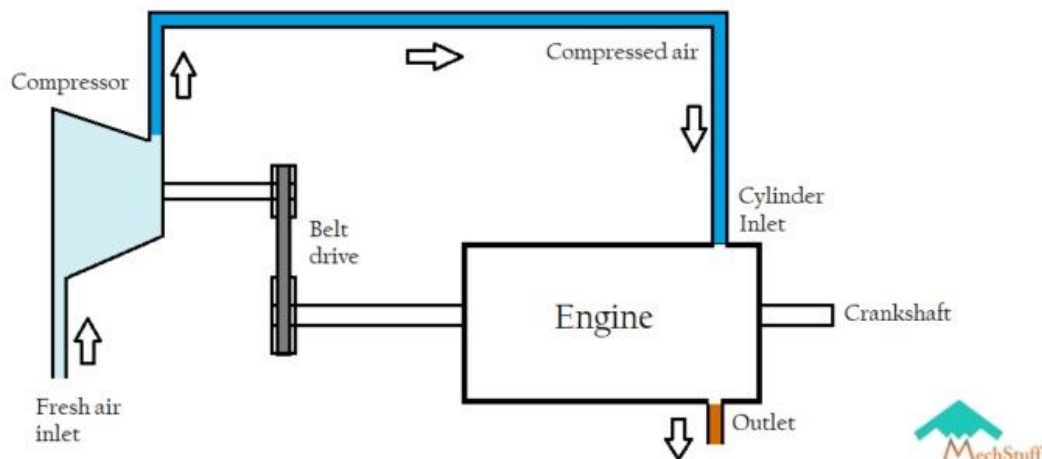 Compressor
Compressed air
Cylinder
Inlet
Belt
drive
Engine
Crankshaft
Fresh air
inlet
Outlet
MechStuff